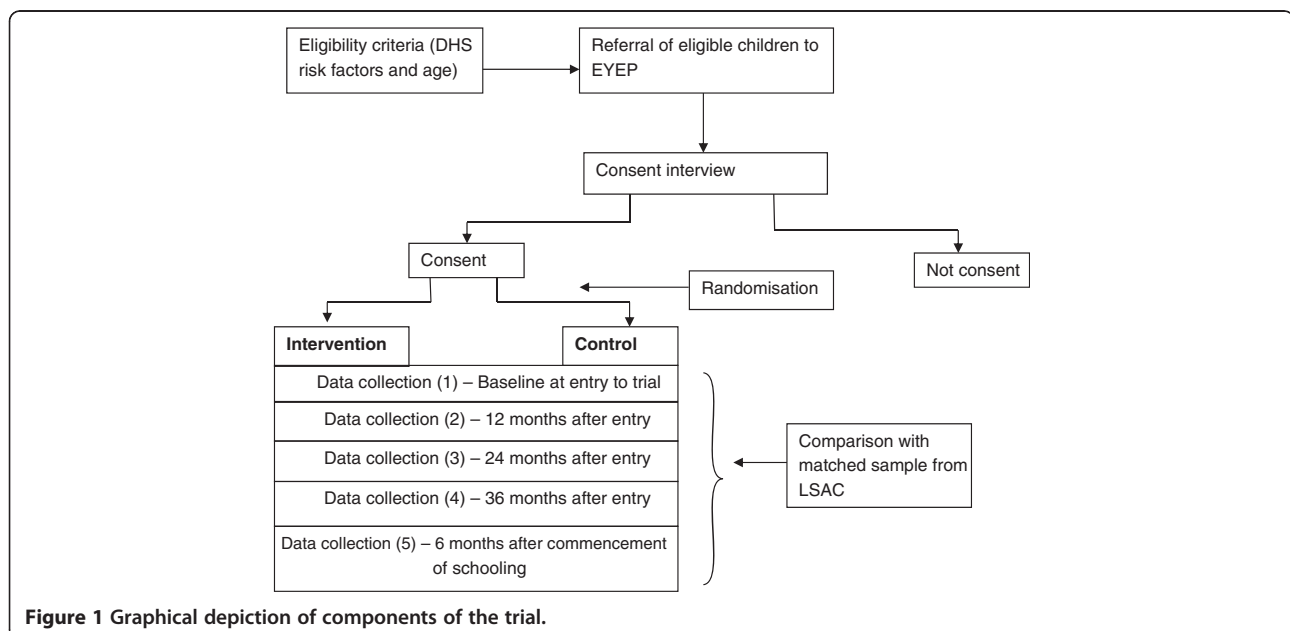 Eligibility criteria (DHS
risk factors and age)
Referral of eligible children to
EYEP
Consent interview
Consent
Not consent
Randomisation
Intervention
Control
Data collection (1) – Baseline at entry to trial
Data collection (2) – 12 months after entry
Data collection (3) – 24 months after entry
Data collection (4) – 36 months after entry
Data collection (5) – 6 months after commencement
of schooling
Comparison with
matched sample from
LSAC
Figure 1 Graphical depiction of components of the trial.